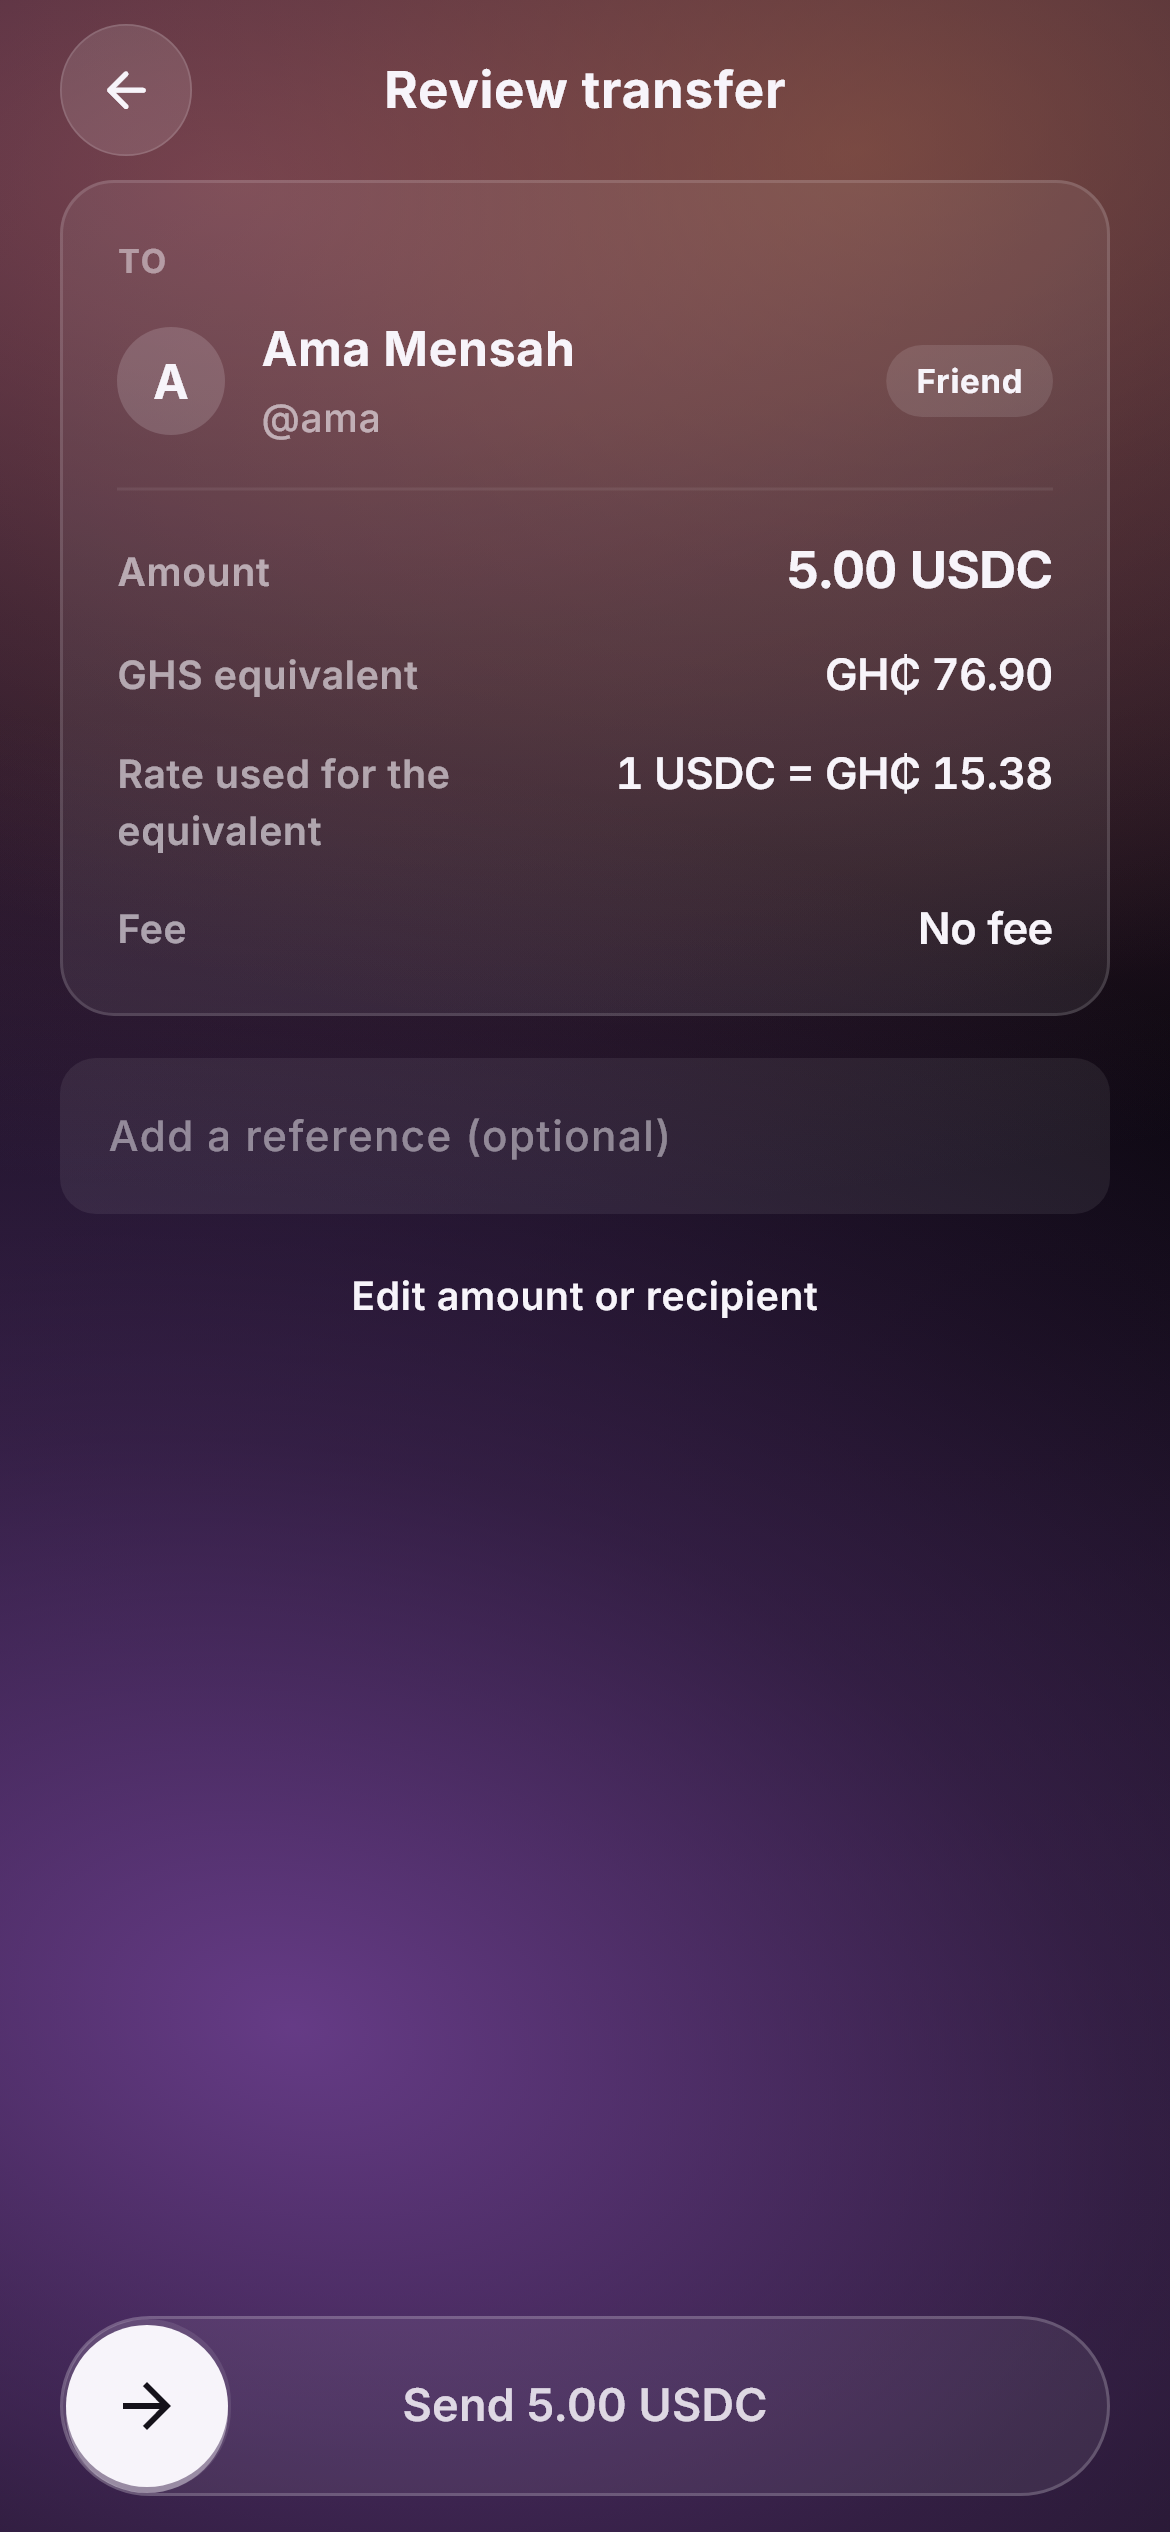 Review transfer
TO
A
Ama Mensah
@ama
Friend
Amount
5.00 USDC
GHS equivalent
GH₵ 76.90
Rate used for the
equivalent
1 USDC = GH₵ 15.38
Fee
No fee
Add a reference (optional)
Edit amount or recipient
Send 5.00 USDC